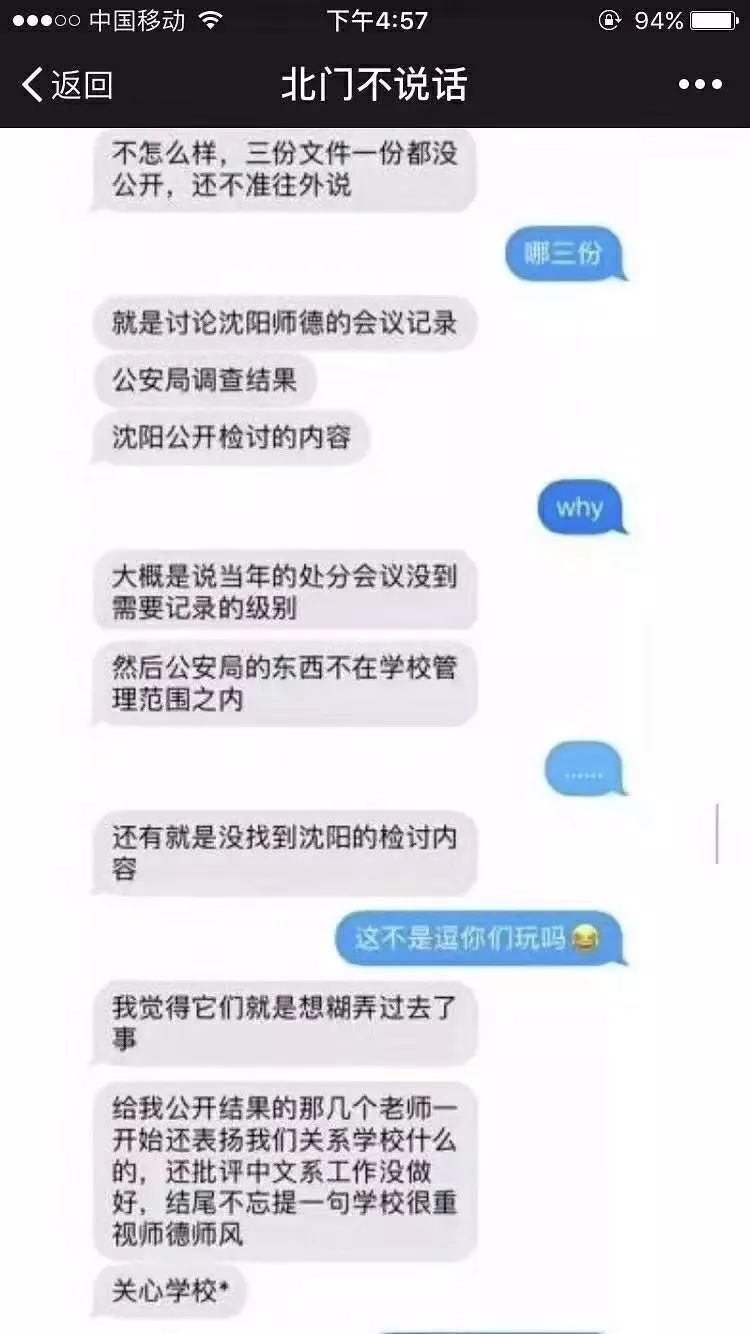 中国移动 下午4:57 94%
返回 北门不说话
不怎么样，三份文件一份都没
公开，还不准往外说
哪三份
就是讨论沈阳师德的会议记录
公安局调查结果
沈阳公开检讨的内容
why
大概是说当年的处分会议没到
需要记录的级别
然后公安局的东西不在学校管
理范围之内
……
还有就是没找到沈阳的检讨内
容
这不是逗你们玩吗😂
我觉得它们就是想糊弄过去了
事
给我公开结果的那几个老师一
开始还表扬我们关系学校什么
的，还批评中文系工作没做
好，结尾不忘提一句学校很重
视师德师风
关心学校*